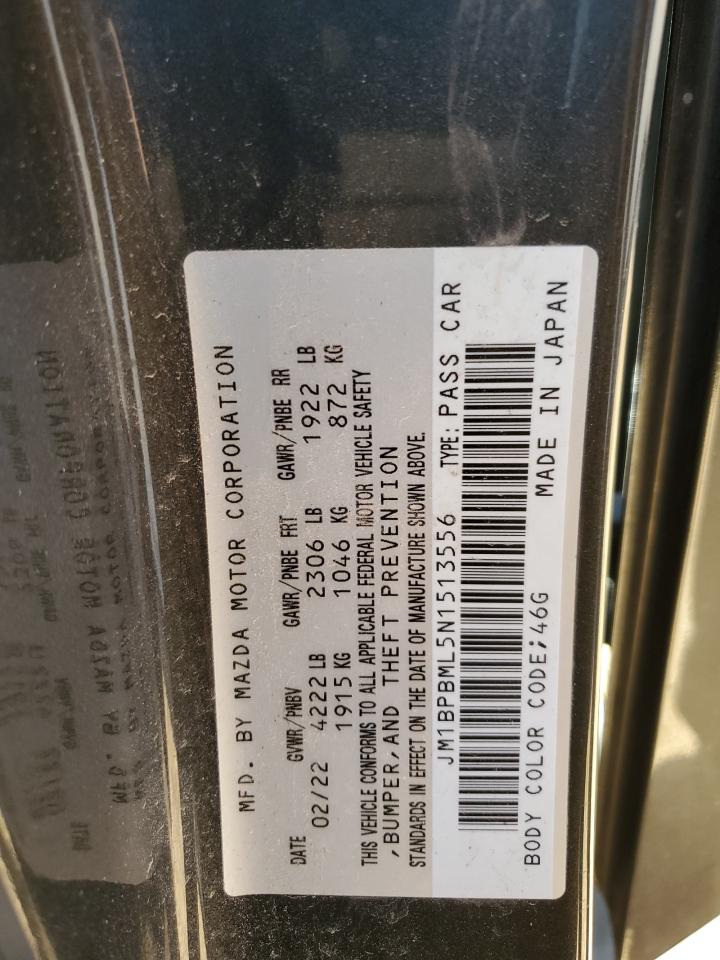 MFD. BY MAZDA MOTOR CORPORATION
DATE GVWR/PNBV GAWR/PNBE FRT GAWR/PNBE RR
02/22 4222 LB 2306 LB 1922 LB
1915 KG 1046 KG 872 KG
THIS VEHICLE CONFORMS TO ALL APPLICABLE FEDERAL MOTOR VEHICLE SAFETY
,BUMPER,AND THEFT PREVENTION
STANDARDS IN EFFECT ON THE DATE OF MANUFACTURE SHOWN ABOVE.
JM1BPBML5N1513556 TYPE: PASS CAR
BODY COLOR CODE;46G MADE IN JAPAN